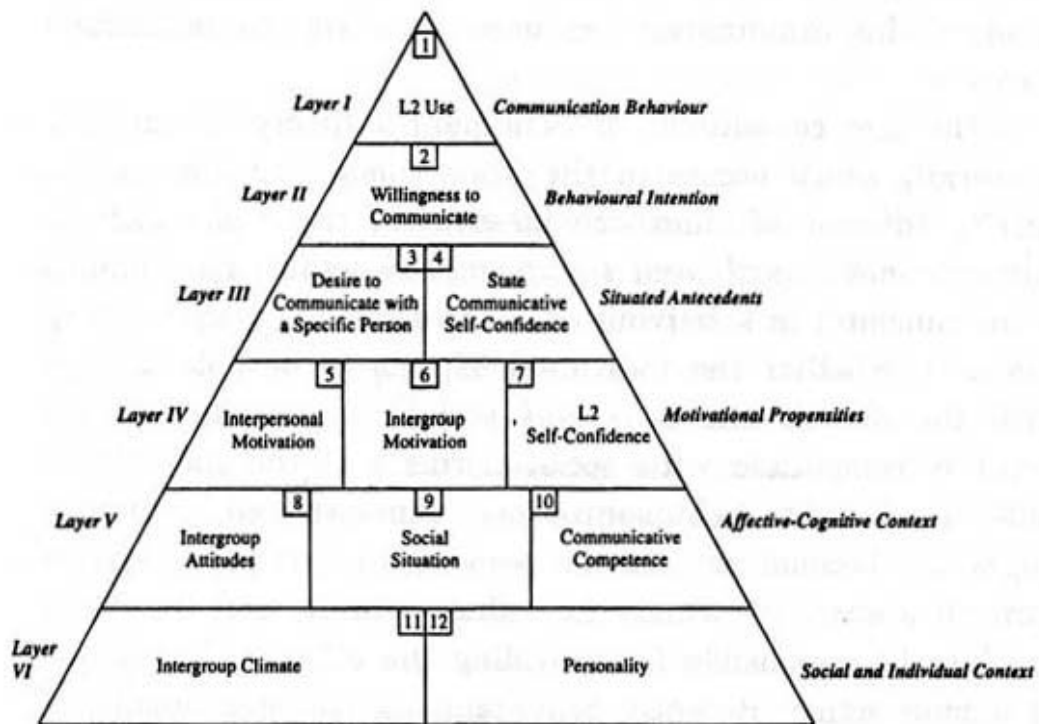 1
Layer I
L2 Use
Communication Behaviour
2
Layer II
Willingness to
Communicate
Behavioural Intention
3 4
Layer III
Desire to
Communicate with
a Specific Person
State
Communicative
Self-Confidence
Situated Antecedents
5 6 7
Layer IV
Interpersonal
Motivation
Intergroup
Motivation
L2
Self-Confidence
Motivational Propensities
8 9 10
Layer V
Intergroup
Attitudes
Social
Situation
Communicative
Competence
Affective-Cognitive Context
11 12
Layer
VI
Intergroup Climate
Personality
Social and Individual Context